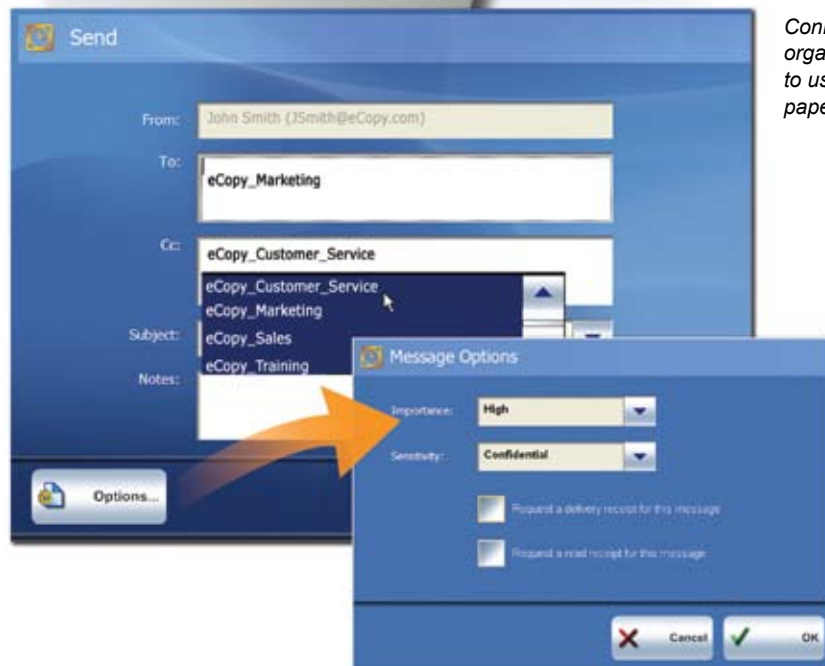 Send
From: John Smith (JSmith@eCopy.com)
To: eCopy_Marketing
Cc: eCopy_Customer_Service
eCopy_Customer_Service
eCopy_Marketing
Subject: eCopy_Sales
eCopy_Training
Notes:
Options...
Message Options
Importance: High
Sensitivity: Confidential
Request a delivery receipt for this message
Request a read receipt for this message
Cancel
OK
to